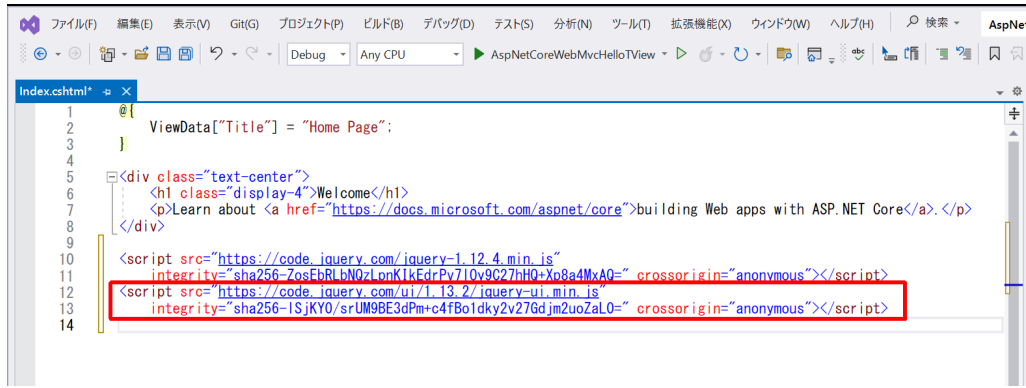 ファイル(F) 編集(E) 表示(V) Git(G) プロジェクト(P) ビルド(B) デバッグ(D) テスト(S) 分析(N) ツール(T) 拡張機能(X) ウィンドウ(W) ヘルプ(H) 検索 AspNet
Debug Any CPU AspNetCoreWebMvcHelloTView
Index.cshtml*
1 @{
2 ViewData["Title"] = "Home Page";
3 }
4
5 <div class="text-center">
6 <h1 class="display-4">Welcome</h1>
7 <p>Learn about <a href="https://docs.microsoft.com/aspnet/core">building Web apps with ASP.NET Core</a>.</p>
8 </div>
9
10 <script src="https://code.jquery.com/jquery-1.12.4.min.js"
11 integrity="sha256-ZosEbRLbNQzLpnKIkEdrPv7lOy9C27hHQ+Xp8a4MxAQ=" crossorigin="anonymous"></script>
12 <script src="https://code.jquery.com/ui/1.13.2/jquery-ui.min.js"
13 integrity="sha256-lSjKY0/srUM9BE3dPm+c4fBo1dky2v27Gdjm2uoZaL0=" crossorigin="anonymous"></script>
14